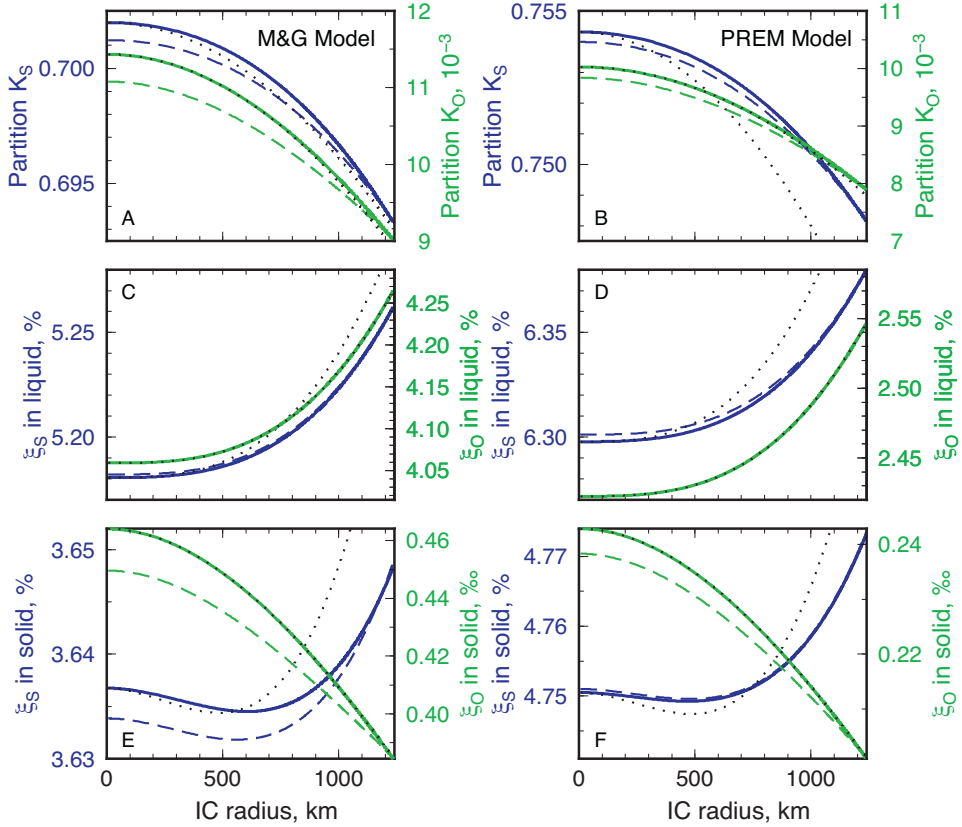 M&G Model
PREM Model
Partition K_S
0.700
0.695
A
12
11
10
9
Partition K_O, 10⁻³
Partition K_S
0.755
0.750
B
11
10
9
8
7
Partition K_O, 10⁻³
ξ_S in liquid, %
5.25
5.20
C
4.25
4.20
4.15
4.10
4.05
ξ_O in liquid, %
ξ_S in liquid, %
6.35
6.30
D
2.55
2.50
2.45
ξ_O in liquid, %
ξ_S in solid, %
3.65
3.64
3.63
E
0.46
0.44
0.42
0.40
ξ_O in solid, ‰
ξ_S in solid, %
4.77
4.76
4.75
F
0.24
0.22
ξ_O in solid, ‰
0 500 1000
IC radius, km
0 500 1000
IC radius, km